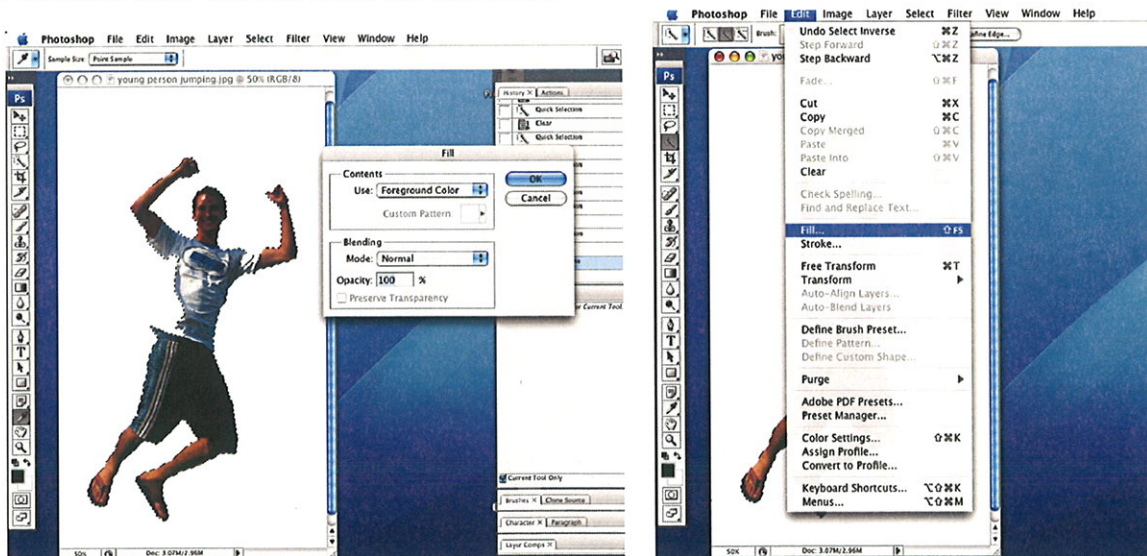 Photoshop File Edit Image Layer Select Filter View Window Help
Sample Size: Point Sample
young person jumping.jpg @ 50% (RGB/8)
Ps
History × Actions
Quick Selection
Clear
Quick Selection
Fill
Contents
Use: Foreground Color
Custom Pattern
OK
Cancel
Blending
Mode: Normal
Opacity: 100 %
Preserve Transparency
Current Tool
Current Tool Only
Brushes × Clone Source
Character × Paragraph
Layer Comps ×
50% Doc: 3.07M/2.96M
Photoshop File Edit Image Layer Select Filter View Window Help
Brush:
Ps
Undo Select Inverse ⌘Z
Step Forward ⇧⌘Z
Step Backward ⌥⌘Z
Fade... ⇧⌘F
Cut ⌘X
Copy ⌘C
Copy Merged ⇧⌘C
Paste ⌘V
Paste Into ⇧⌘V
Clear
Check Spelling...
Find and Replace Text...
Fill... ⇧F5
Stroke...
Free Transform ⌘T
Transform
Auto-Align Layers...
Auto-Blend Layers
Define Brush Preset...
Define Pattern...
Define Custom Shape...
Purge
Adobe PDF Presets...
Preset Manager...
Color Settings... ⇧⌘K
Assign Profile...
Convert to Profile...
Keyboard Shortcuts... ⌥⇧⌘K
Menus... ⌥⇧⌘M
50% Doc: 3.07M/2.96M